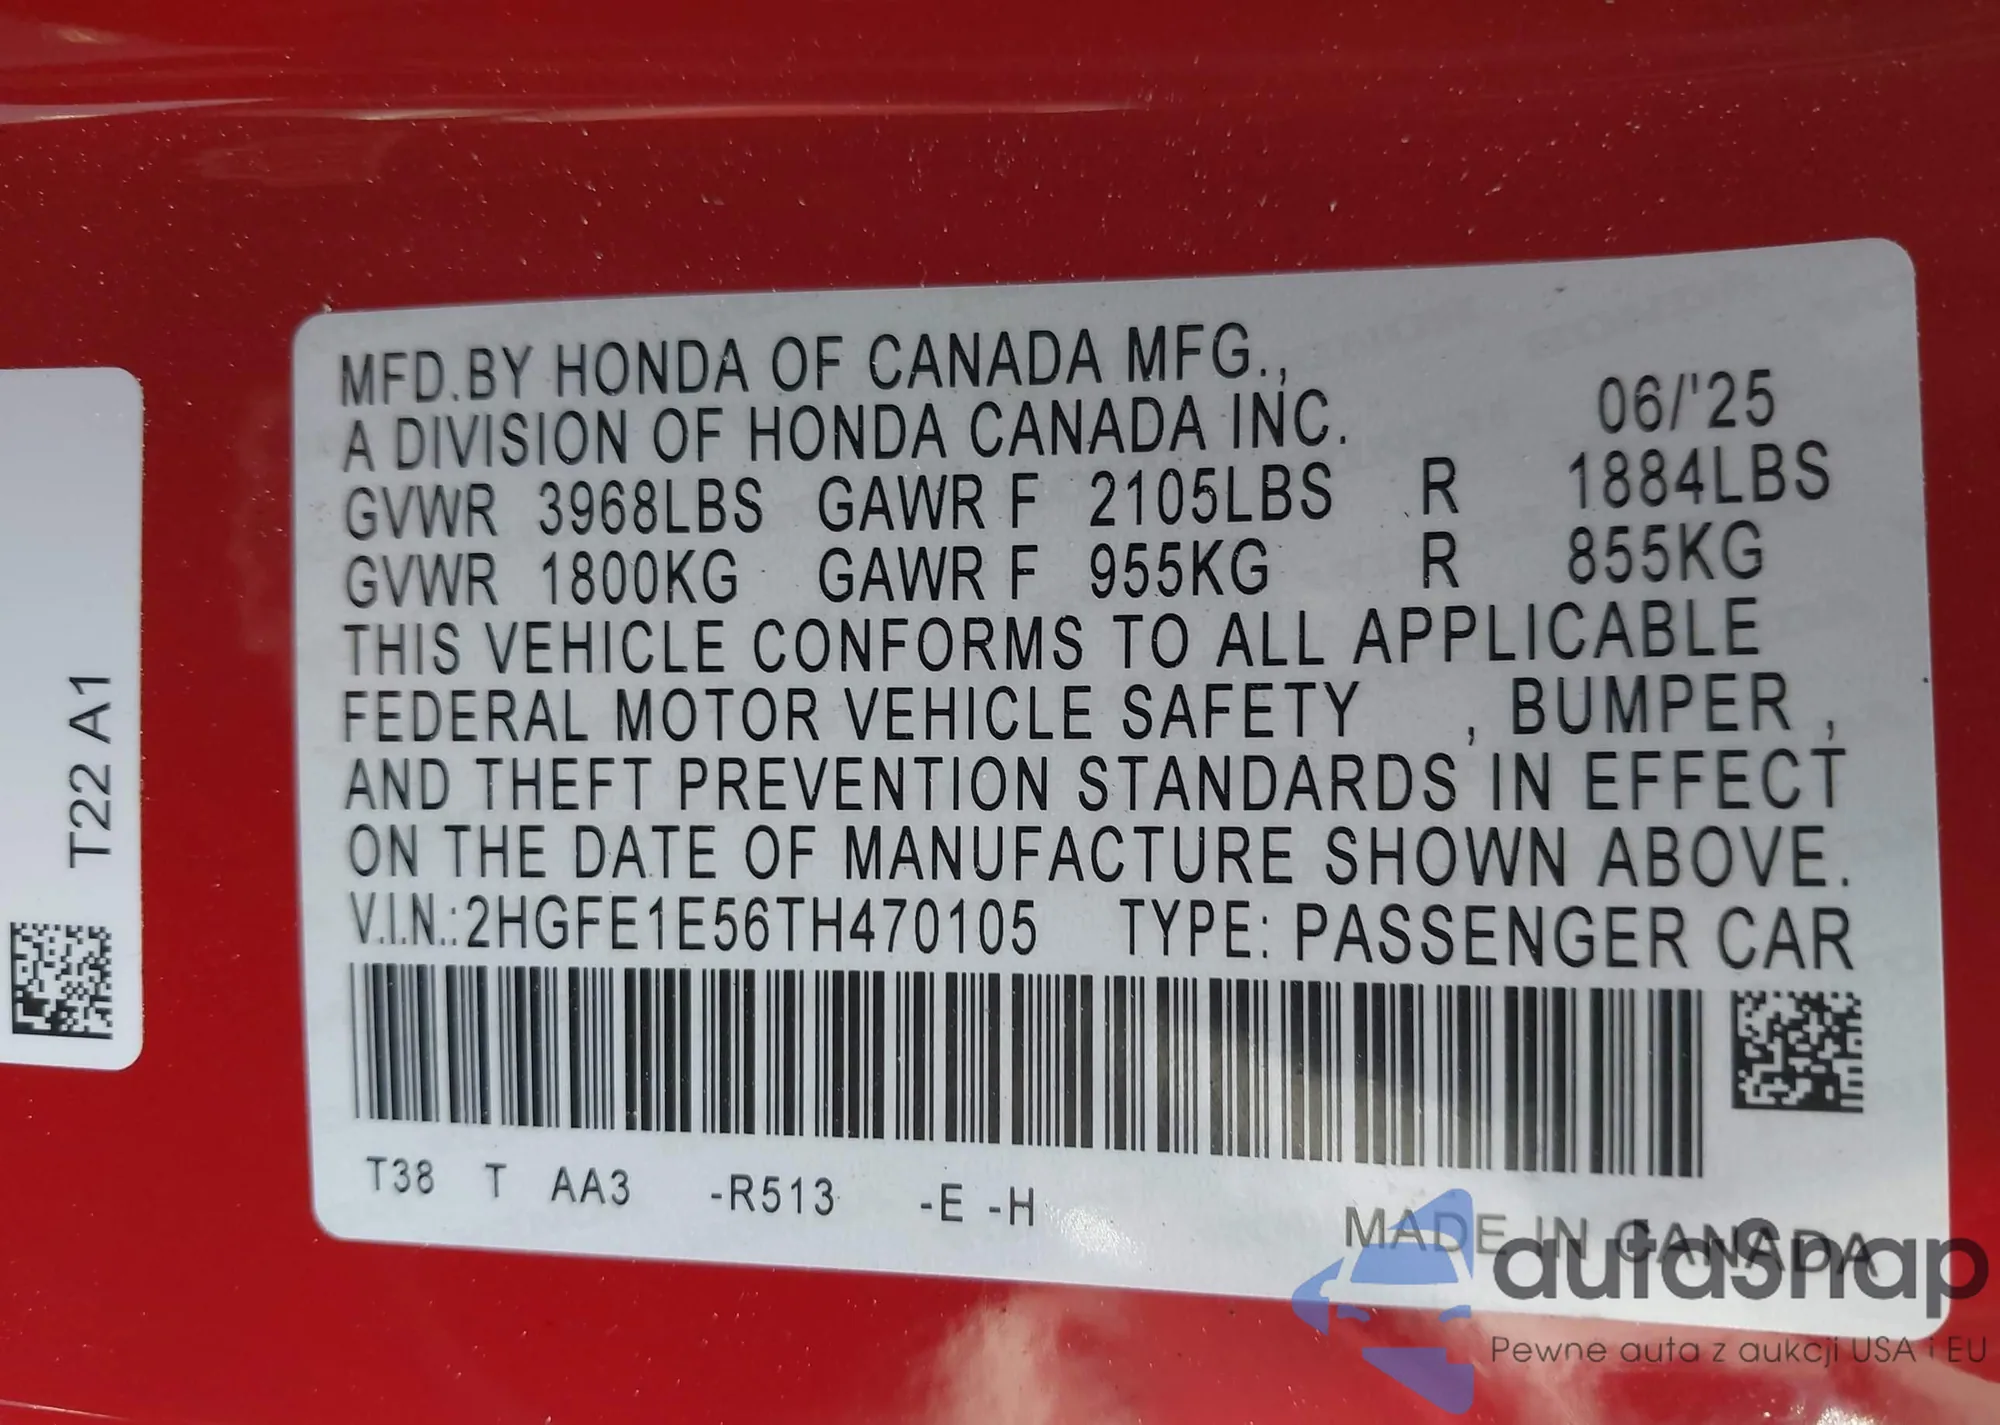 MFD.BY HONDA OF CANADA MFG.,
A DIVISION OF HONDA CANADA INC. 06/'25
GVWR 3968LBS GAWR F 2105LBS R 1884LBS
GVWR 1800KG GAWR F 955KG R 855KG
THIS VEHICLE CONFORMS TO ALL APPLICABLE
FEDERAL MOTOR VEHICLE SAFETY , BUMPER ,
AND THEFT PREVENTION STANDARDS IN EFFECT
ON THE DATE OF MANUFACTURE SHOWN ABOVE.
V.I.N.:2HGFE1E56TH470105 TYPE: PASSENGER CAR
T38 T AA3 -R513 -E -H
MADE IN CANADA
T22 A1
autaSnap
Pewne auta z aukcji USA i EU